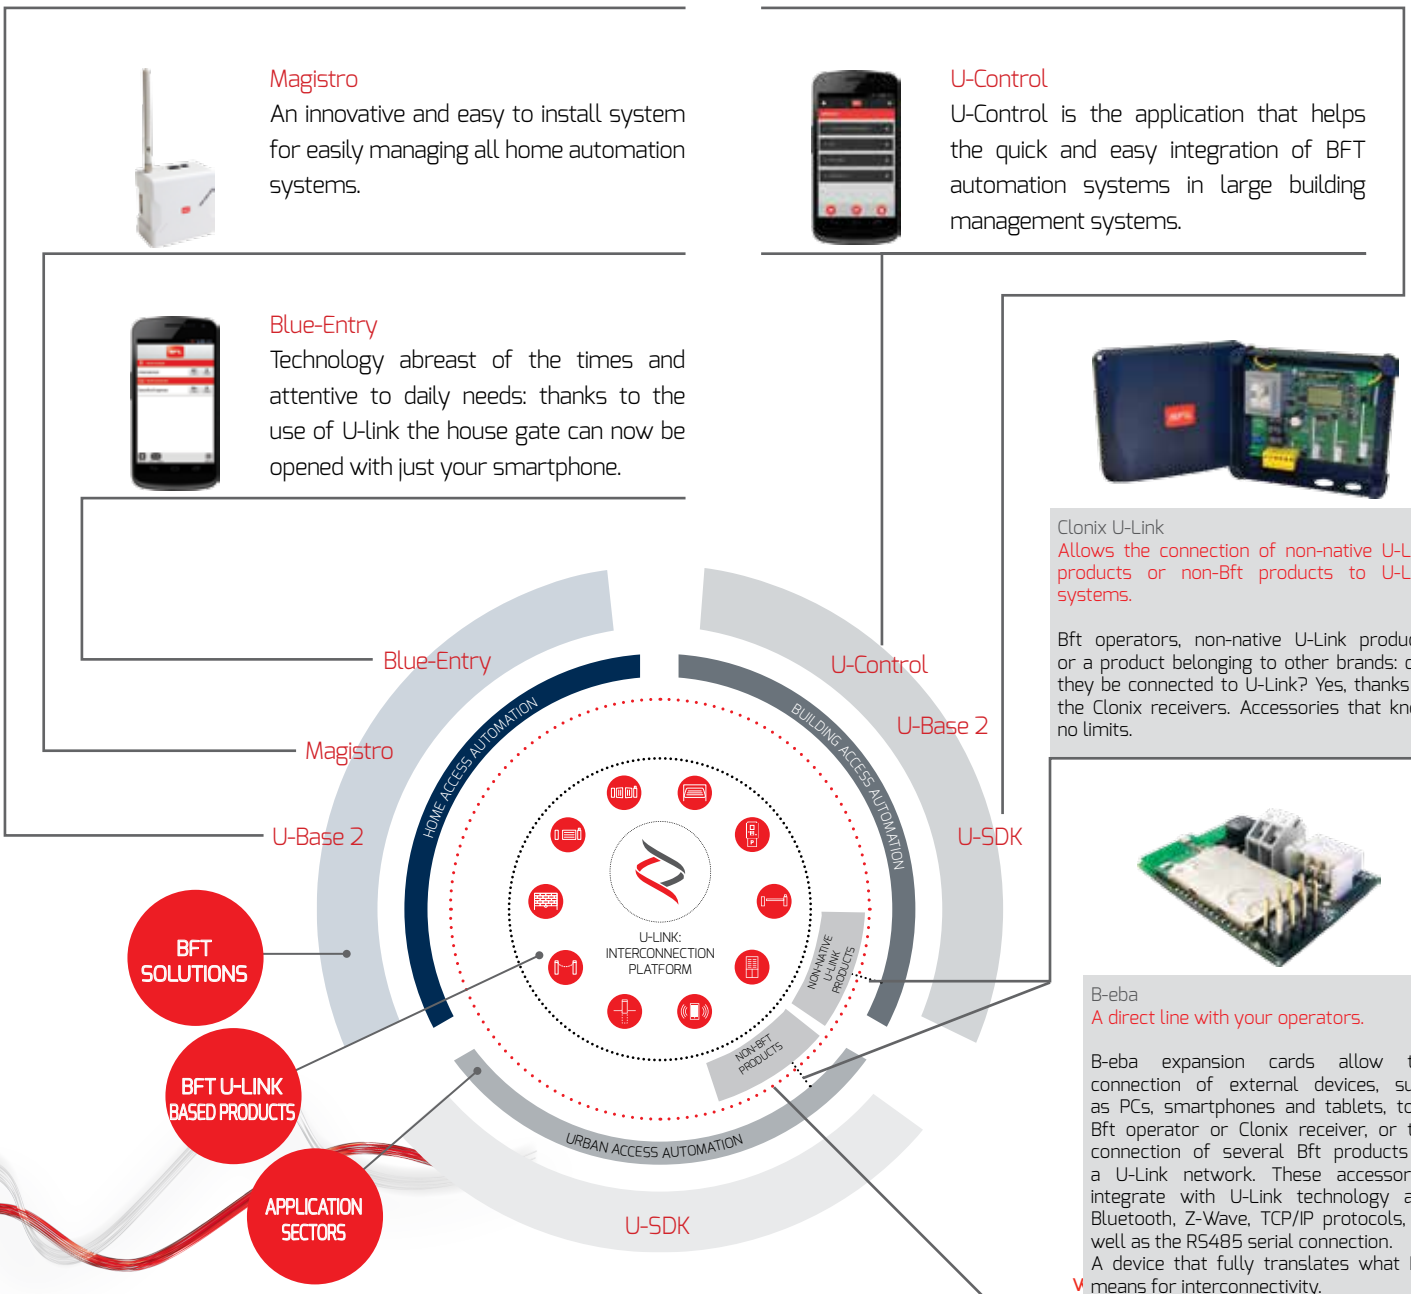 Magistro
An innovative and easy to install system
for easily managing all home automation
systems.
U-Control
U-Control is the application that helps
the quick and easy integration of BFT
automation systems in large building
management systems.
Blue-Entry
Technology abreast of the times and
attentive to daily needs: thanks to the
use of U-link the house gate can now be
opened with just your smartphone.
Clonix U-Link
Allows the connection of non-native
products or non-Bft products to
systems.
Bft operators, non-native U-Link
or a product belonging to other brands:
they be connected to U-Link? Yes, thanks
the Clonix receivers. Accessories that
no limits.
Blue-Entry
Magistro
U-Base 2
U-Control
U-Base 2
U-SDK
HOME ACCESS AUTOMATION
BUILDING ACCESS AUTOMATION
U-LINK:
INTERCONNECTION
PLATFORM
NON-NATIVE
U-LINK
PRODUCTS
NON-BFT
PRODUCTS
URBAN ACCESS AUTOMATION
U-SDK
BFT
SOLUTIONS
BFT U-LINK
BASED PRODUCTS
APPLICATION
SECTORS
B-eba
A direct line with your operators.
B-eba expansion cards allow
connection of external devices,
as PCs, smartphones and tablets,
Bft operator or Clonix receiver, or
connection of several Bft products
a U-Link network. These
integrate with U-Link technology
Bluetooth, Z-Wave, TCP/IP protocols,
well as the RS485 serial connection.
A device that fully translates what
means for interconnectivity.